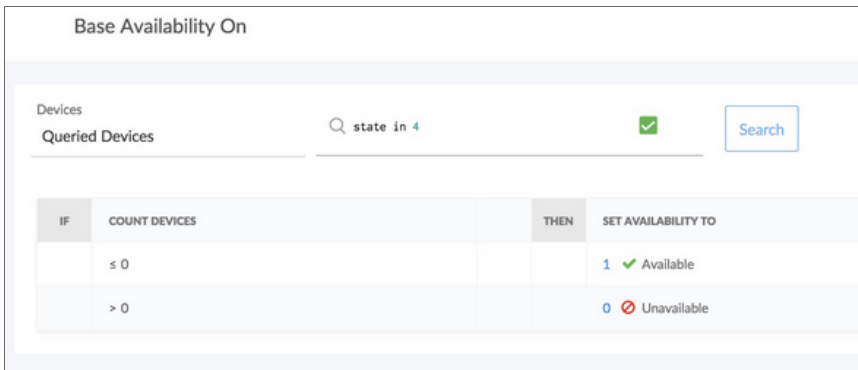 Base Availability On
Devices
Queried Devices
state in 4
Search
IF COUNT DEVICES THEN SET AVAILABILITY TO
≤ 0 1 Available
> 0 0 Unavailable